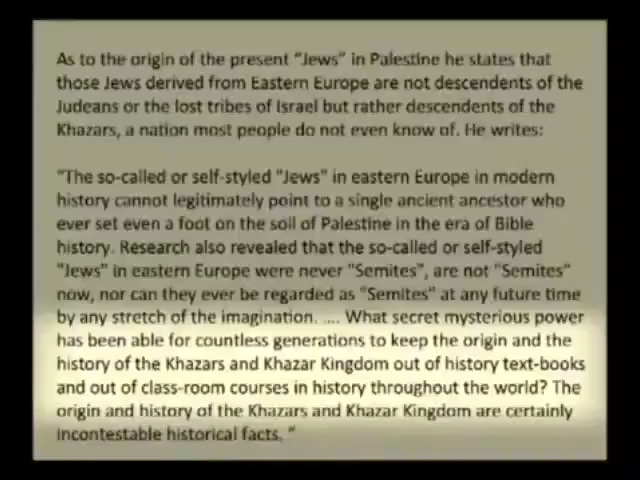 As to the origin of the present "Jews" in Palestine he states that
those Jews derived from Eastern Europe are not descendents of the
Judeans or the lost tribes of Israel but rather descendents of the
Khazars, a nation most people do not even know of. He writes:
"The so-called or self-styled "Jews" in eastern Europe in modern
history cannot legitimately point to a single ancient ancestor who
ever set even a foot on the soil of Palestine in the era of Bible
history. Research also revealed that the so-called or self-styled
"Jews" in eastern Europe were never "Semites", are not "Semites"
now, nor can they ever be regarded as "Semites" at any future time
by any stretch of the imagination. .... What secret mysterious power
has been able for countless generations to keep the origin and the
history of the Khazars and Khazar Kingdom out of history text-books
and out of class-room courses in history throughout the world? The
origin and history of the Khazars and Khazar Kingdom are certainly
incontestable historical facts. "